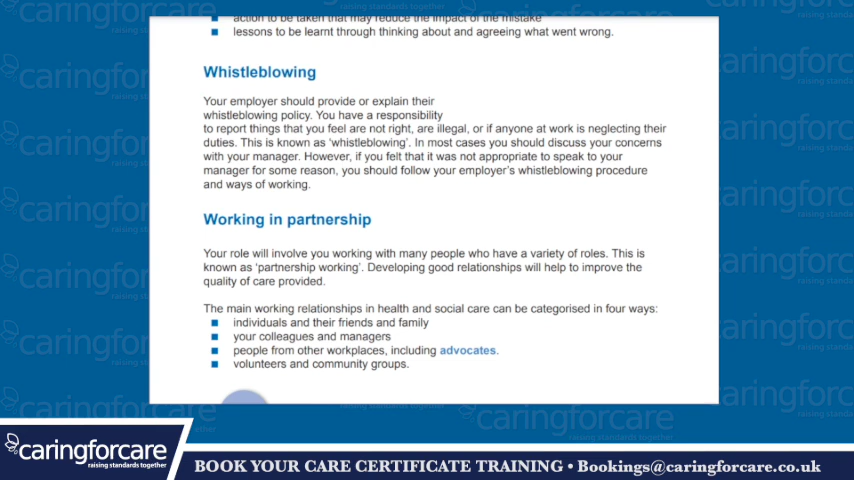 action to be taken that may reduce the impact of the mistake
lessons to be learnt through thinking about and agreeing what went wrong.
Whistleblowing
Your employer should provide or explain their
whistleblowing policy. You have a responsibility
to report things that you feel are not right, are illegal, or if anyone at work is neglecting their
duties. This is known as ‘whistleblowing’. In most cases you should discuss your concerns
with your manager. However, if you felt that it was not appropriate to speak to your
manager for some reason, you should follow your employer’s whistleblowing procedure
and ways of working.
Working in partnership
Your role will involve you working with many people who have a variety of roles. This is
known as ‘partnership working’. Developing good relationships will help to improve the
quality of care provided.
The main working relationships in health and social care can be categorised in four ways:
individuals and their friends and family
your colleagues and managers
people from other workplaces, including advocates.
volunteers and community groups.
caringforcare
raising standards together
BOOK YOUR CARE CERTIFICATE TRAINING • Bookings@caringforcare.co.uk